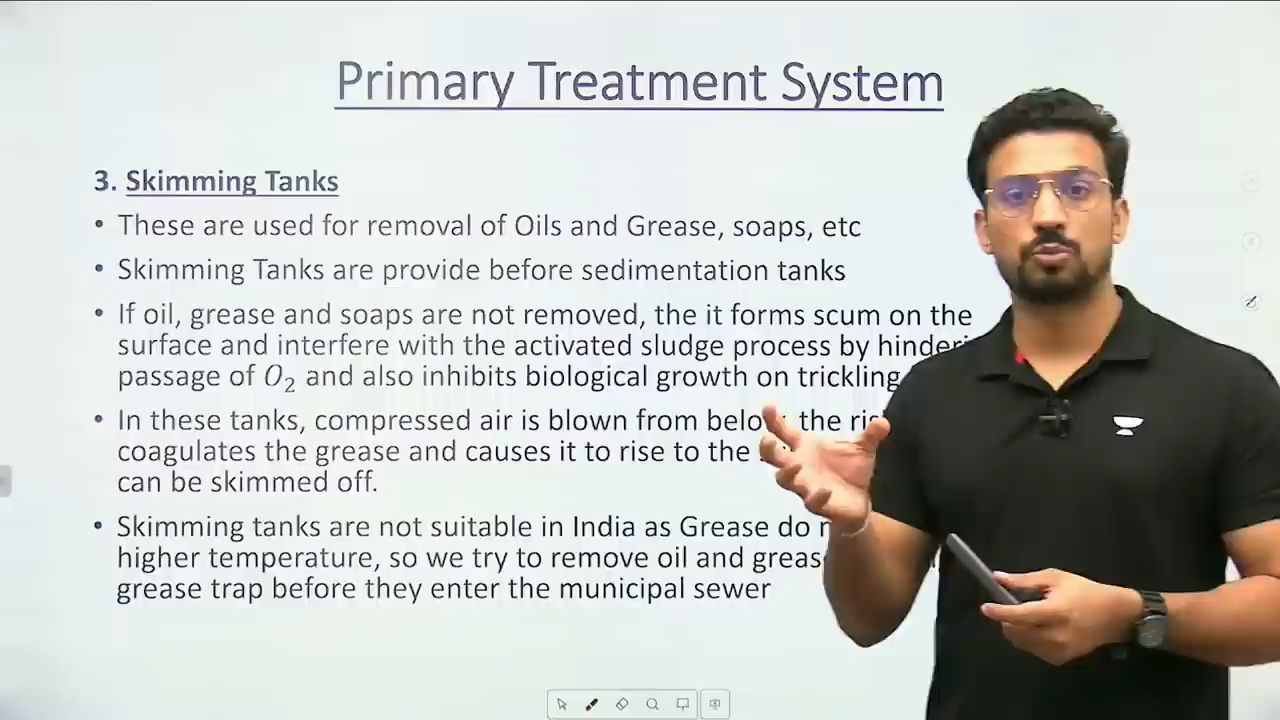 Primary Treatment System
3. Skimming Tanks
• These are used for removal of Oils and Grease, soaps, etc
• Skimming Tanks are provide before sedimentation tanks
• If oil, grease and soaps are not removed, the it forms scum on the
surface and interfere with the activated sludge process by
passage of O₂ and also inhibits biological growth on trickling
• In these tanks, compressed air is blown from the
coagulates the grease and causes it to rise to the
can be skimmed off.
• Skimming tanks are not suitable in India as Grease do
higher temperature, so we try to remove oil and
grease trap before they enter the municipal sewer